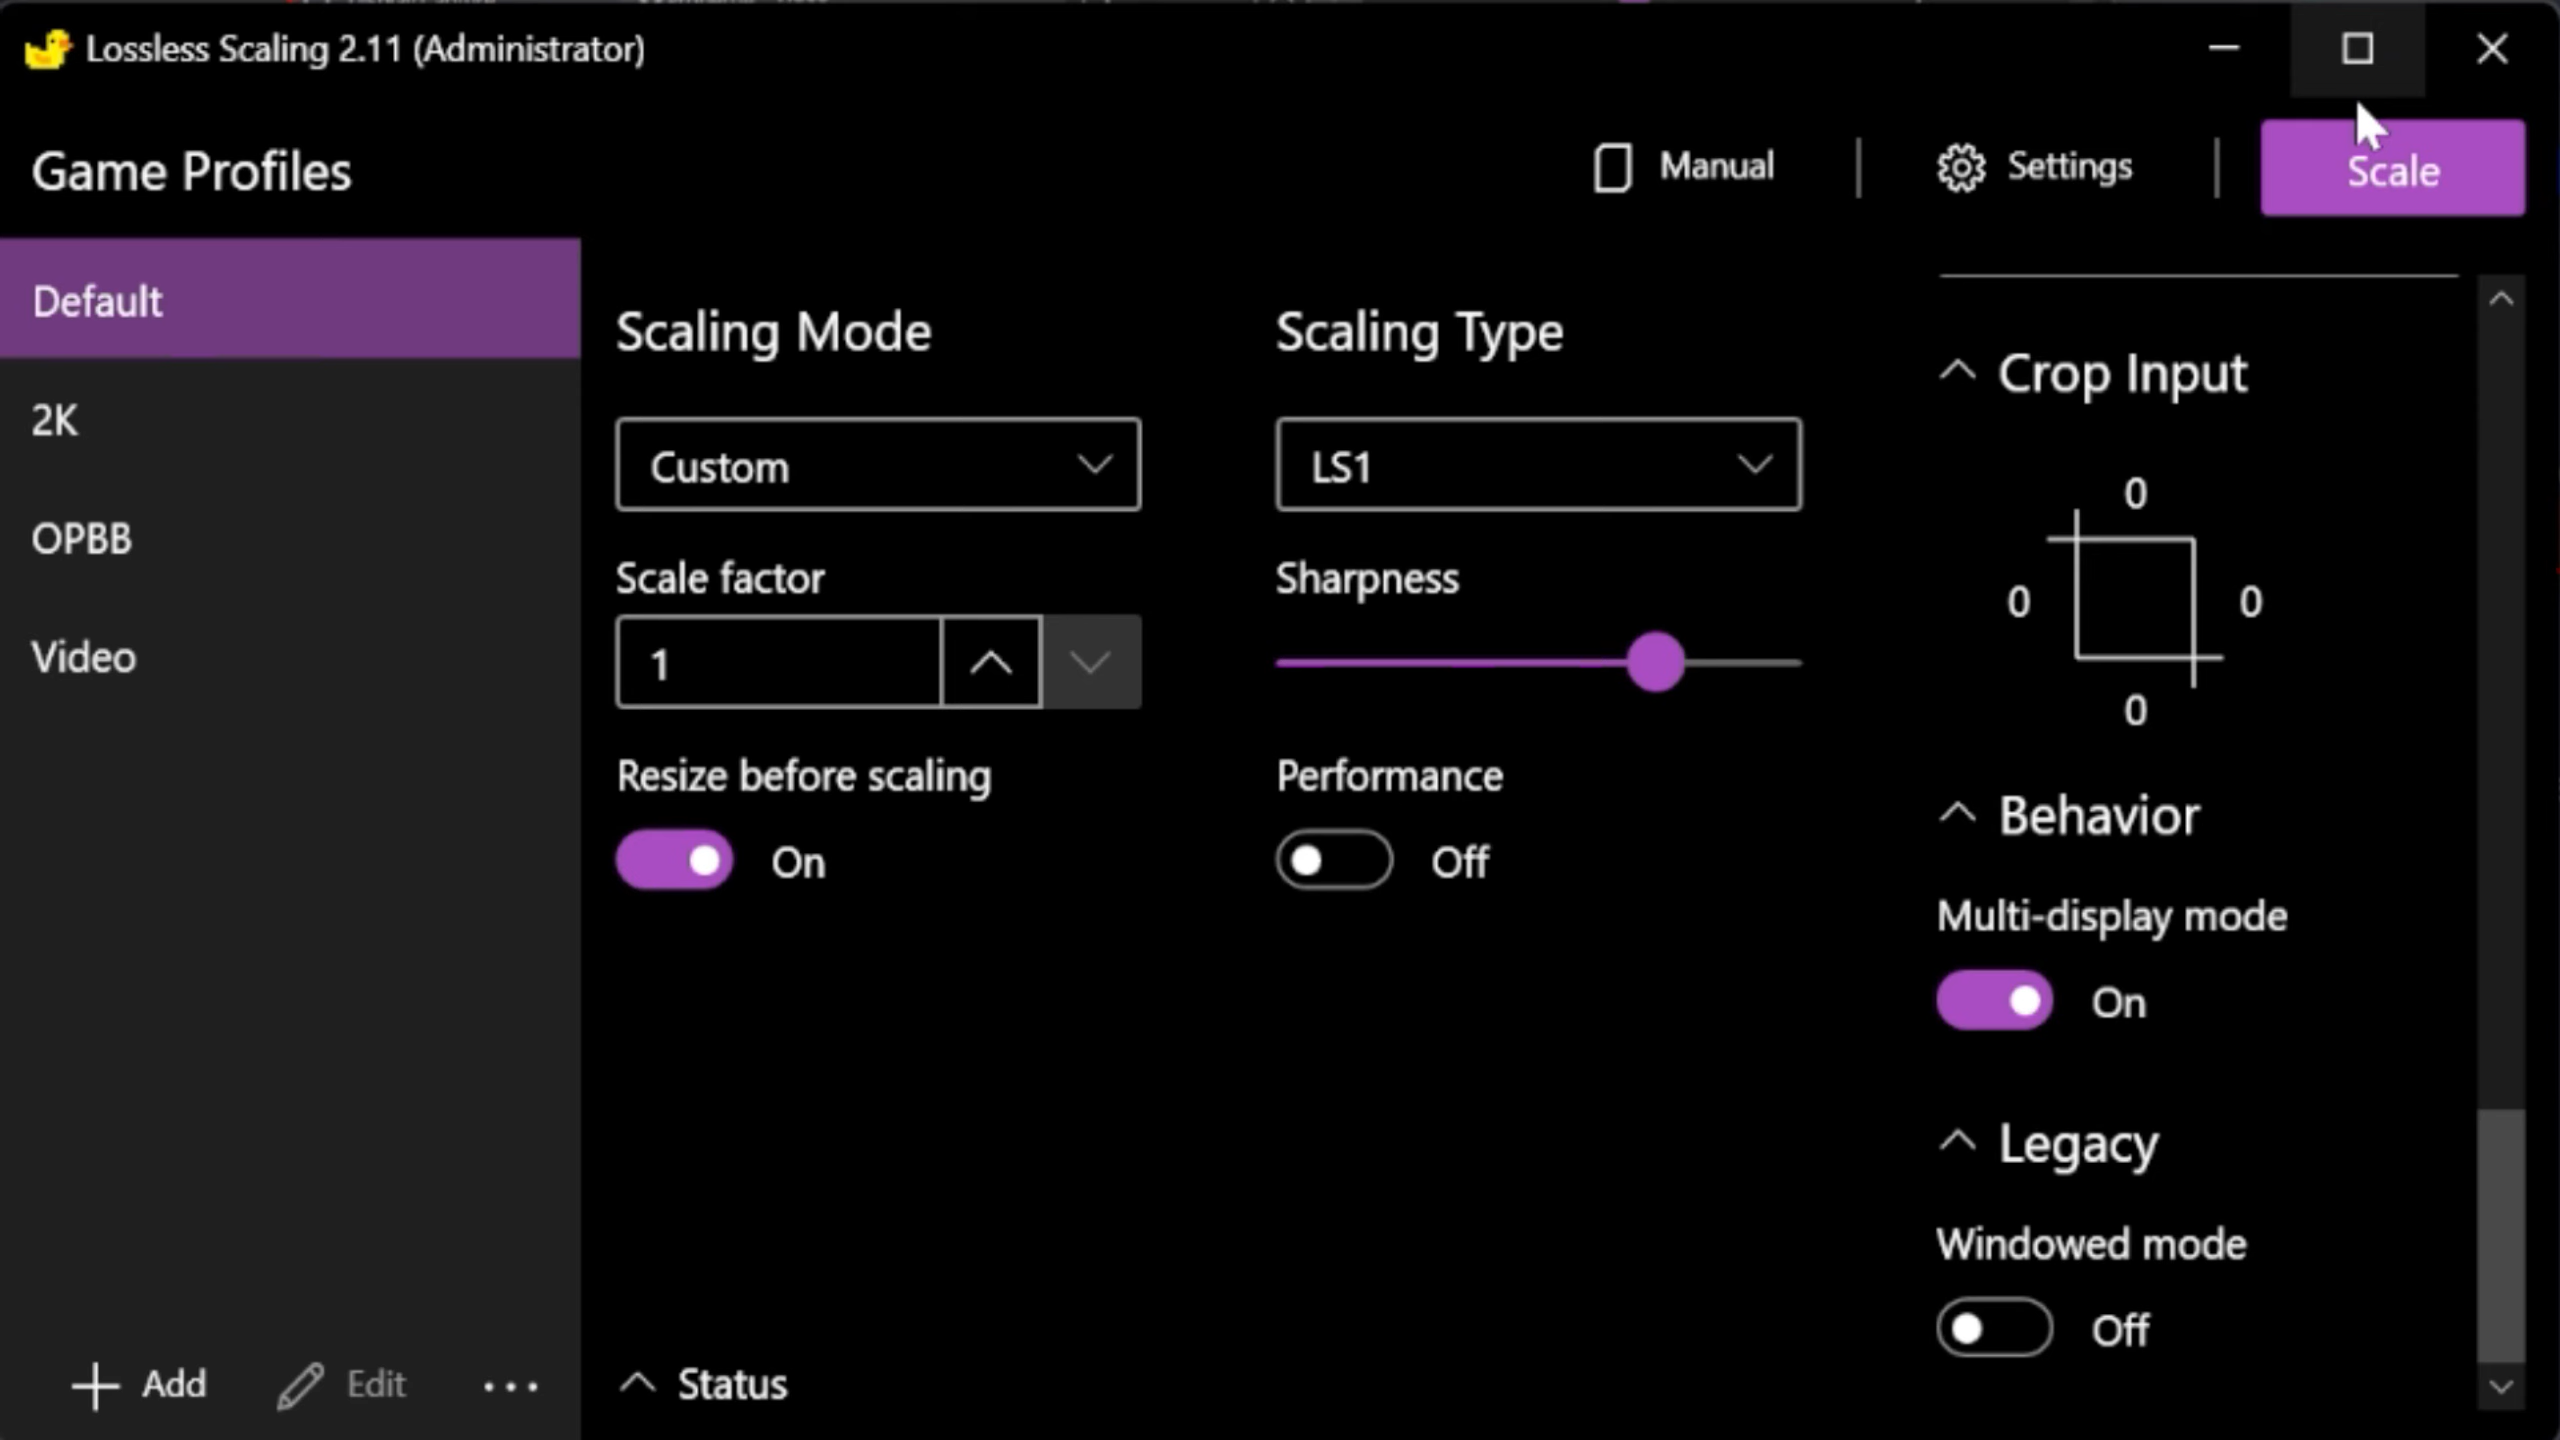 Lossless Scaling 2.11 (Administrator)
Game Profiles
Manual
Settings
Scale
Default
2K
OPBB
Video
Add
Edit
Scaling Mode
Custom
Scale factor
1
Resize before scaling
On
Status
Scaling Type
LS1
Sharpness
Performance
Off
Crop Input
0
0 0
0
Behavior
Multi-display mode
On
Legacy
Windowed mode
Off